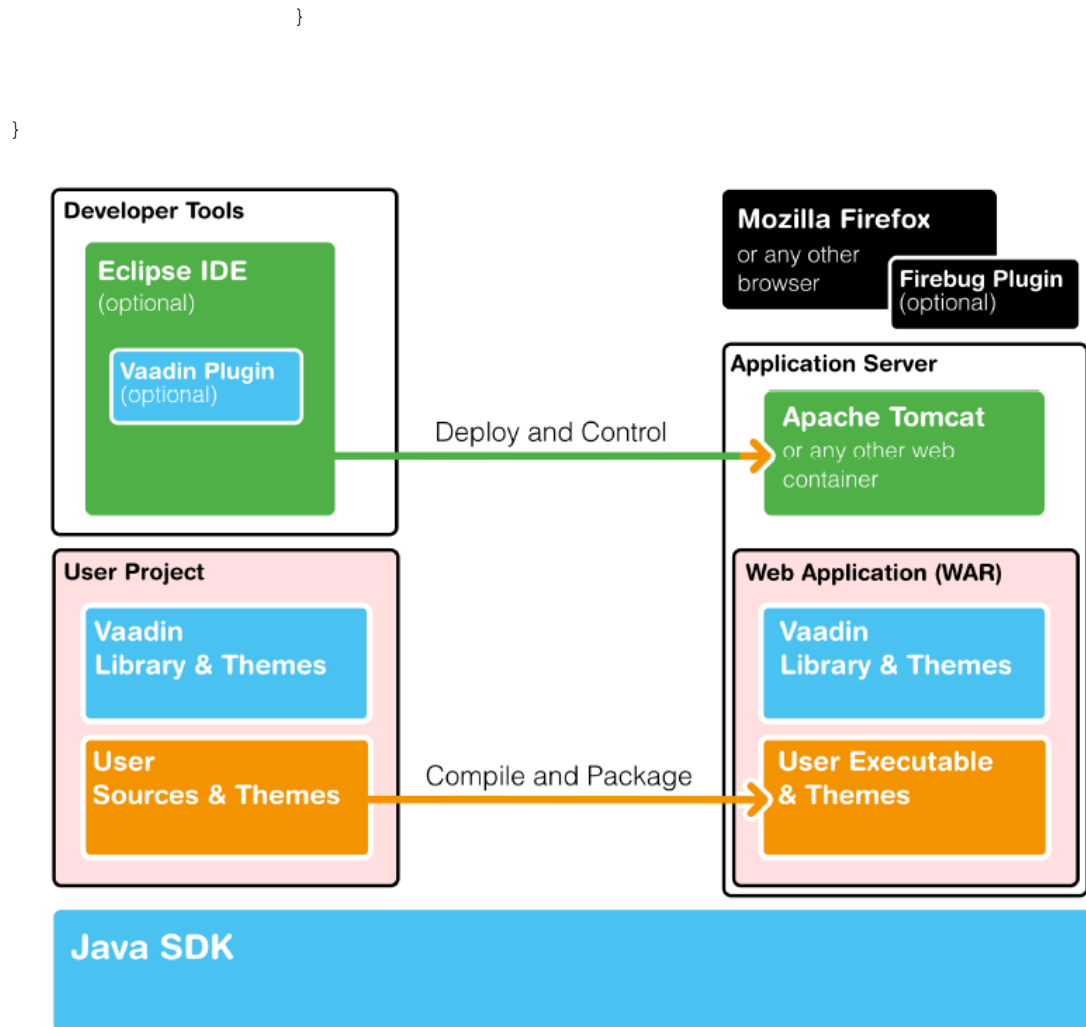 }
}
Developer Tools
Eclipse IDE
(optional)
Vaadin Plugin
(optional)
Deploy and Control
Mozilla Firefox
or any other
browser
Firebug Plugin
(optional)
Application Server
Apache Tomcat
or any other web
container
User Project
Vaadin
Library & Themes
User
Sources & Themes
Compile and Package
Web Application (WAR)
Vaadin
Library & Themes
User Executable
& Themes
Java SDK